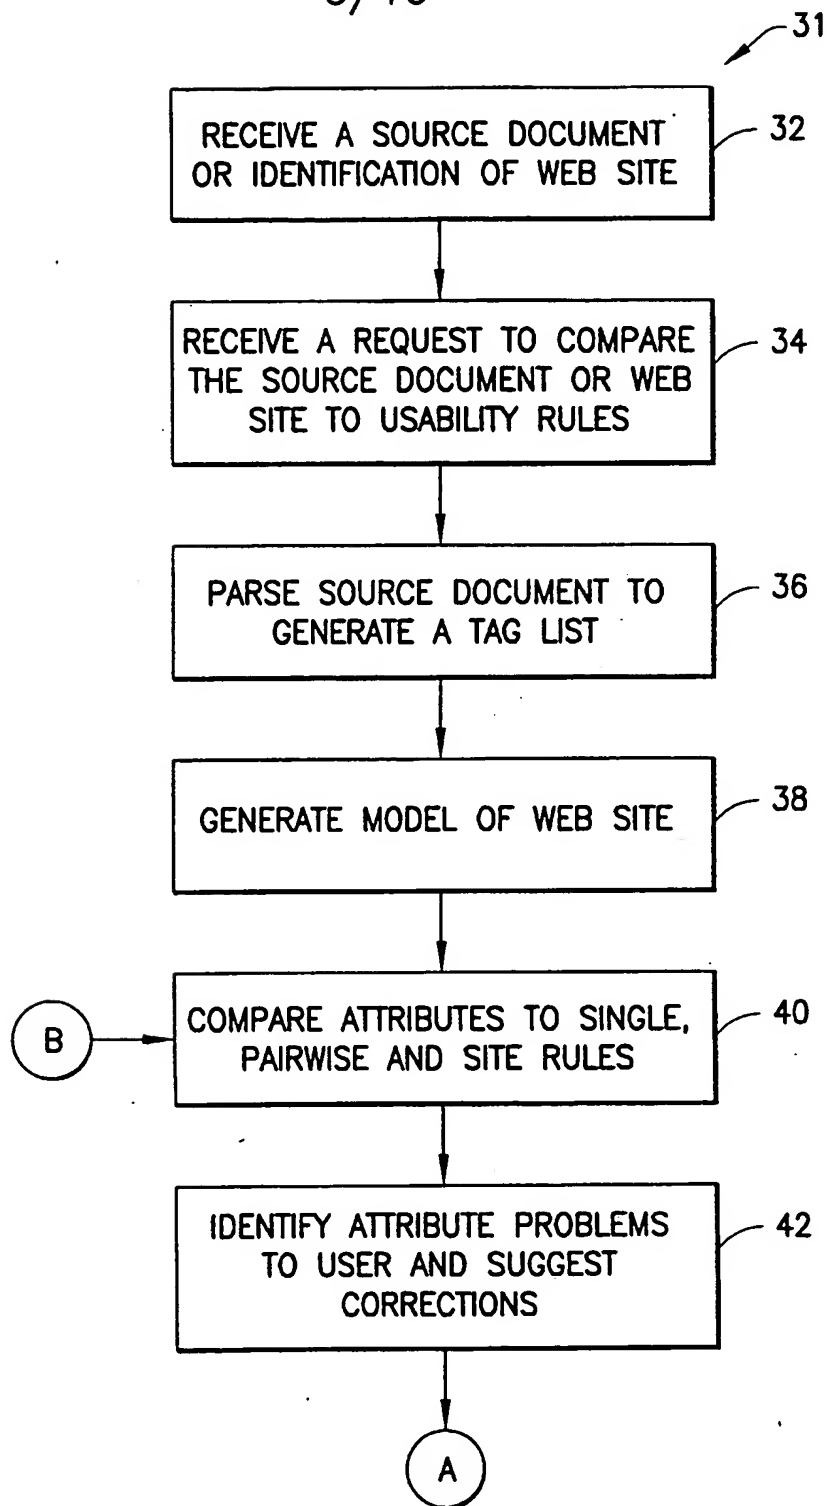 31
RECEIVE A SOURCE DOCUMENT
OR IDENTIFICATION OF WEB SITE
32
RECEIVE A REQUEST TO COMPARE
THE SOURCE DOCUMENT OR WEB
SITE TO USABILITY RULES
34
PARSE SOURCE DOCUMENT TO
GENERATE A TAG LIST
36
GENERATE MODEL OF WEB SITE
38
B
COMPARE ATTRIBUTES TO SINGLE,
PAIRWISE AND SITE RULES
40
IDENTIFY ATTRIBUTE PROBLEMS
TO USER AND SUGGEST
CORRECTIONS
42
A